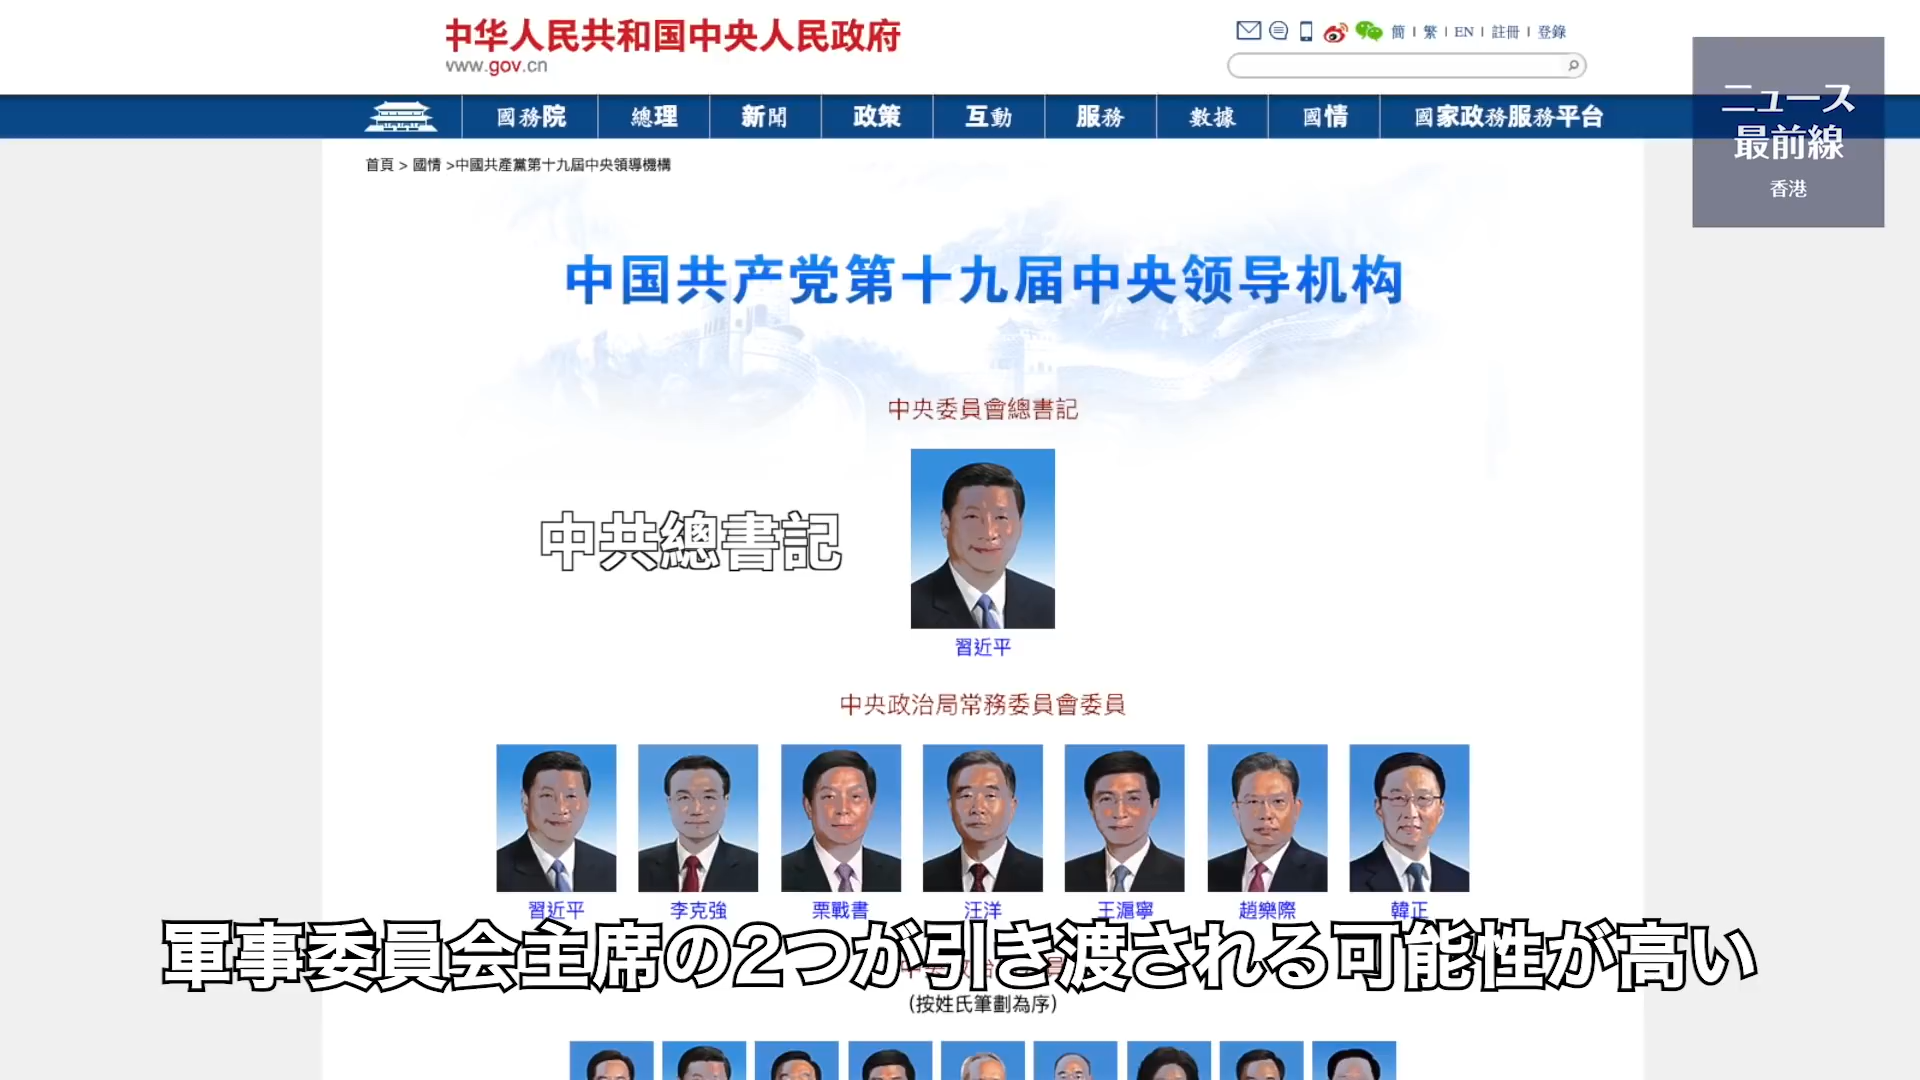 中华人民共和国中央人民政府
www.gov.cn
簡 | 繁 | EN | 註冊 | 登錄
國務院 總理 新聞 政策 互動 服務 數據 國情 國家政務服務平台
ニュース
最前線
香港
首頁 > 國情 >中國共產黨第十九屆中央領導機構
中国共产党第十九届中央领导机构
中央委員會總書記
中共總書記
習近平
中央政治局常務委員會委員
習近平 李克強 栗戰書 汪洋 王滬寧 趙樂際 韓正
軍事委員会主席の2つが引き渡される可能性が高い
(按姓氏筆劃為序)